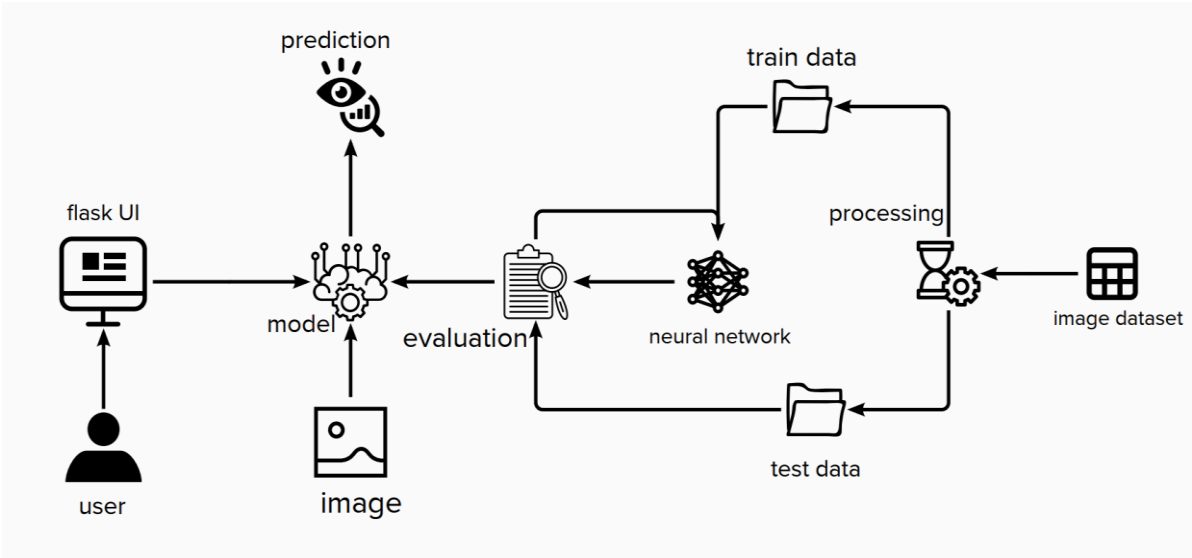 prediction
train data
flask UI
processing
model
evaluation
neural network
image dataset
test data
image
user